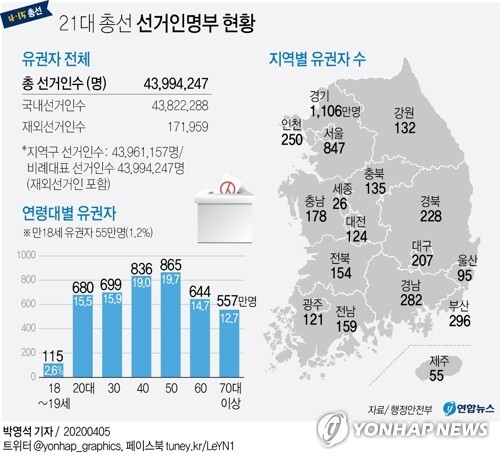 4·15 총선
21대 총선 선거인명부 현황
유권자 전체
총 선거인수 (명) 43,994,247
국내선거인수 43,822,288
재외선거인수 171,959
*지역구 선거인수: 43,961,157명/
비례대표 선거인수 43,994,247명
(재외선거인 포함)
연령대별 유권자
※만18세 유권자 55만명(1.2%)
1000
800
600
400
200
0
115
2.6%
18
~19세
680
15.5
20대
699
15.9
30
836
19.0
40
865
19.7
50
644
14.7
60
557만명
12.7
70대
이상
지역별 유권자 수
경기
1,106만명
인천
250
서울
847
강원
132
충북
135
세종
26
충남
178
대전
124
경북
228
대구
207
울산
95
전북
154
경남
282
부산
296
광주
121
전남
159
제주
55
자료/ 행정안전부
연합뉴스
박영석 기자 / 20200405
트위터 @yonhap_graphics, 페이스북 tuney.kr/LeYN1
YONHAP NEWS